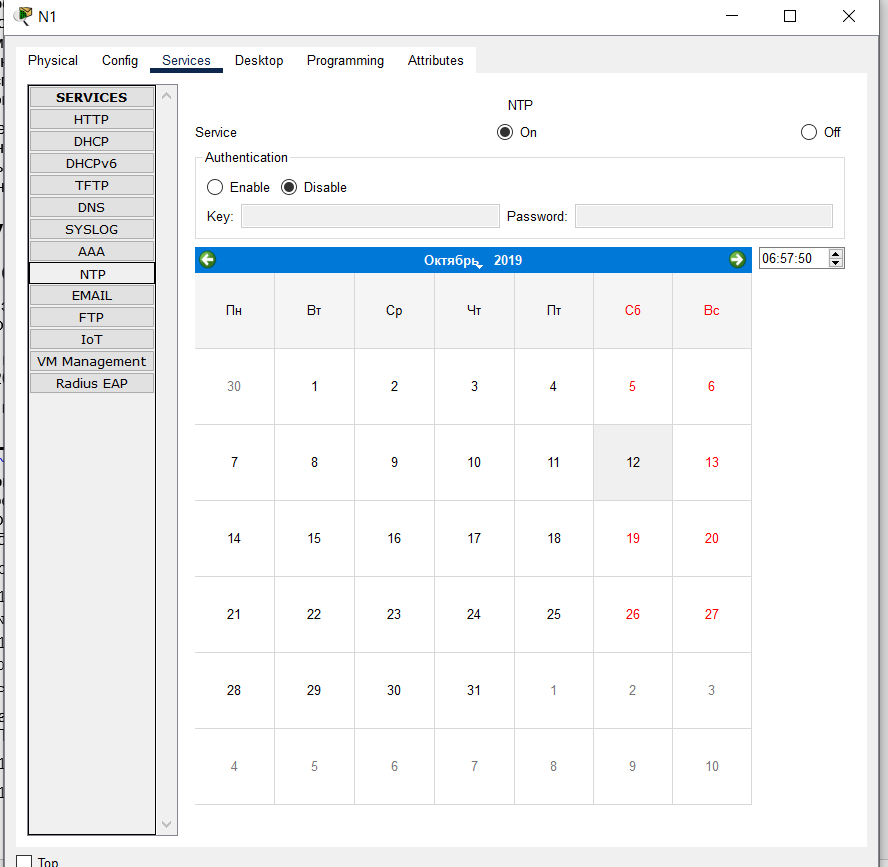 N1
Physical Config Services Desktop Programming Attributes
SERVICES
HTTP
DHCP
DHCPv6
TFTP
DNS
SYSLOG
AAA
NTP
EMAIL
FTP
IoT
VM Management
Radius EAP
NTP
Service On Off
Authentication
Enable Disable
Key: Password:
Октябрь 2019 06:57:50
Пн Вт Ср Чт Пт Сб Вс
30 1 2 3 4 5 6
7 8 9 10 11 12 13
14 15 16 17 18 19 20
21 22 23 24 25 26 27
28 29 30 31 1 2 3
4 5 6 7 8 9 10
Top